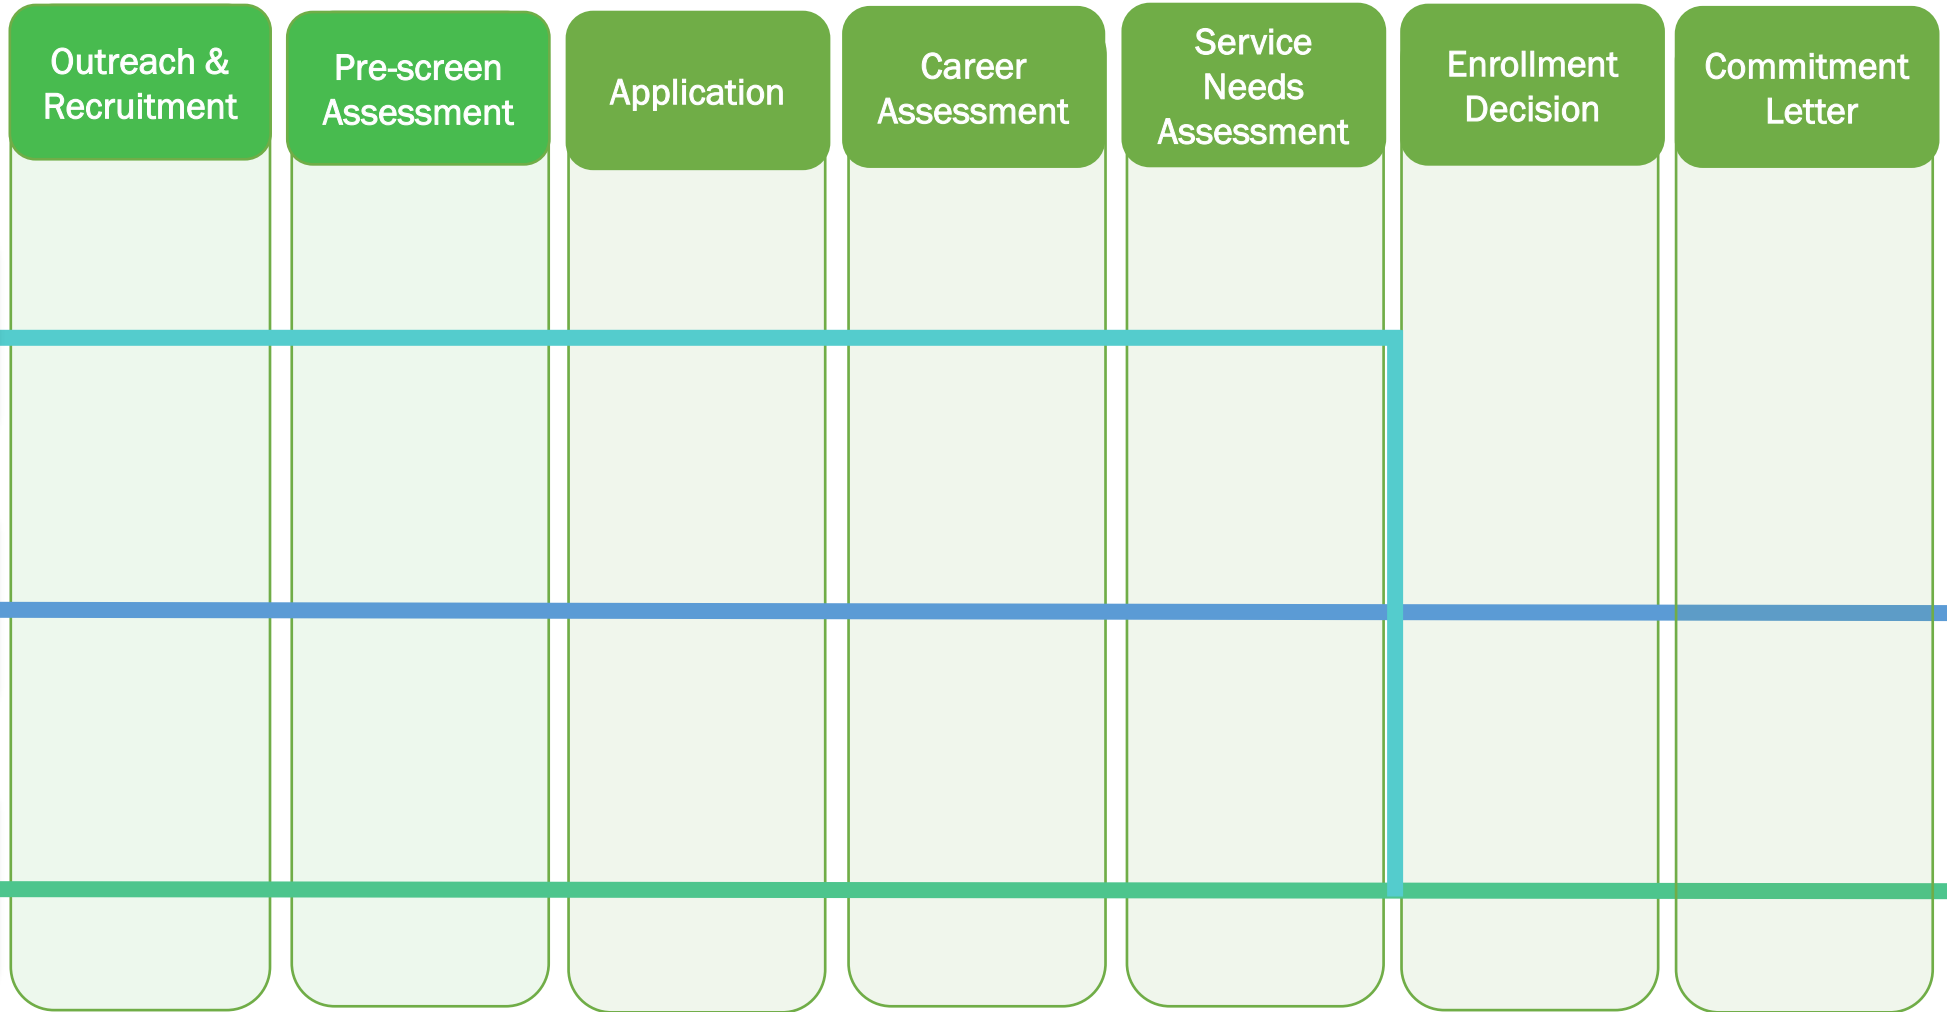 Outreach &
Recruitment
Pre-screen
Assessment
Application
Career
Assessment
Service
Needs
Assessment
Enrollment
Decision
Commitment
Letter